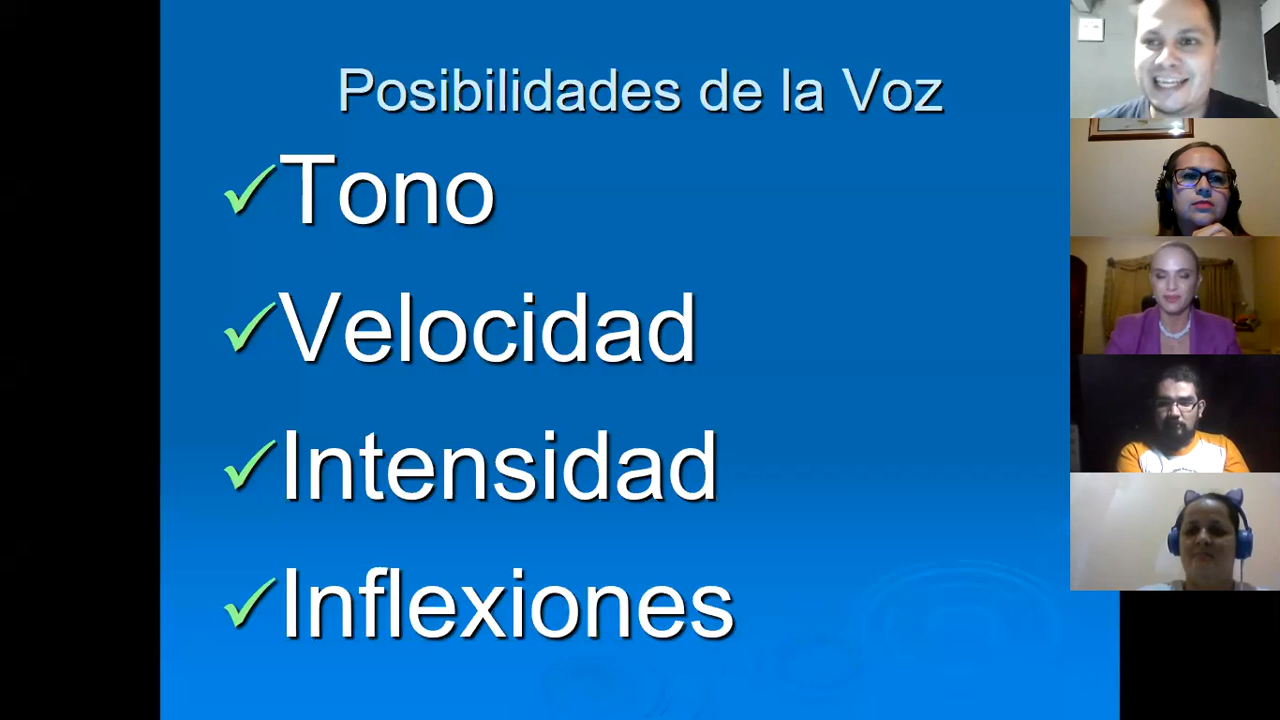 Posibilidades de la Voz
Tono
Velocidad
Intensidad
Inflexiones